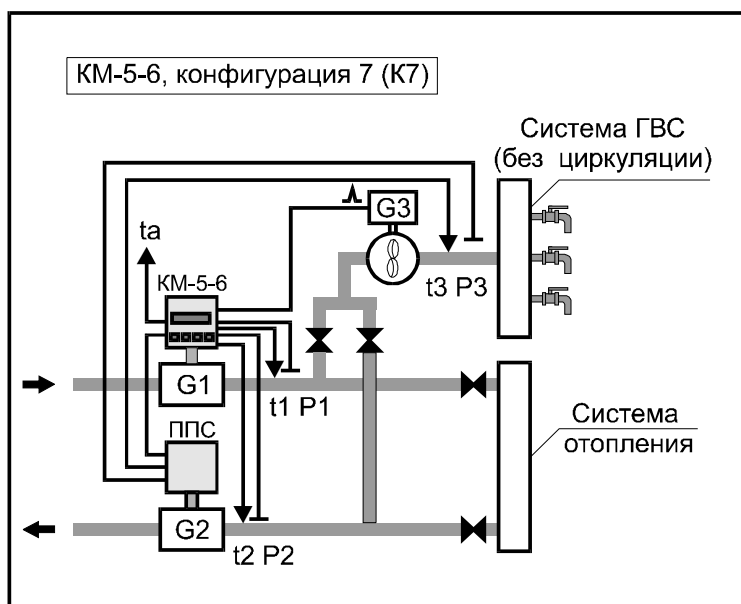 КМ-5-6, конфигурация 7 (К7)
Система ГВС
(без циркуляции)
G3
ta
КМ-5-6
t3 P3
G1
t1 P1
ППС
Система
отопления
G2
t2 P2